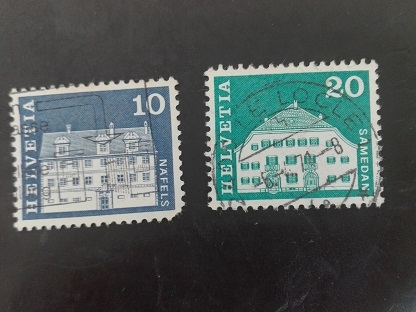 HELVETIA
10
NÄFELS
HELVETIA
20
SAMEDAN
LE LOCLE